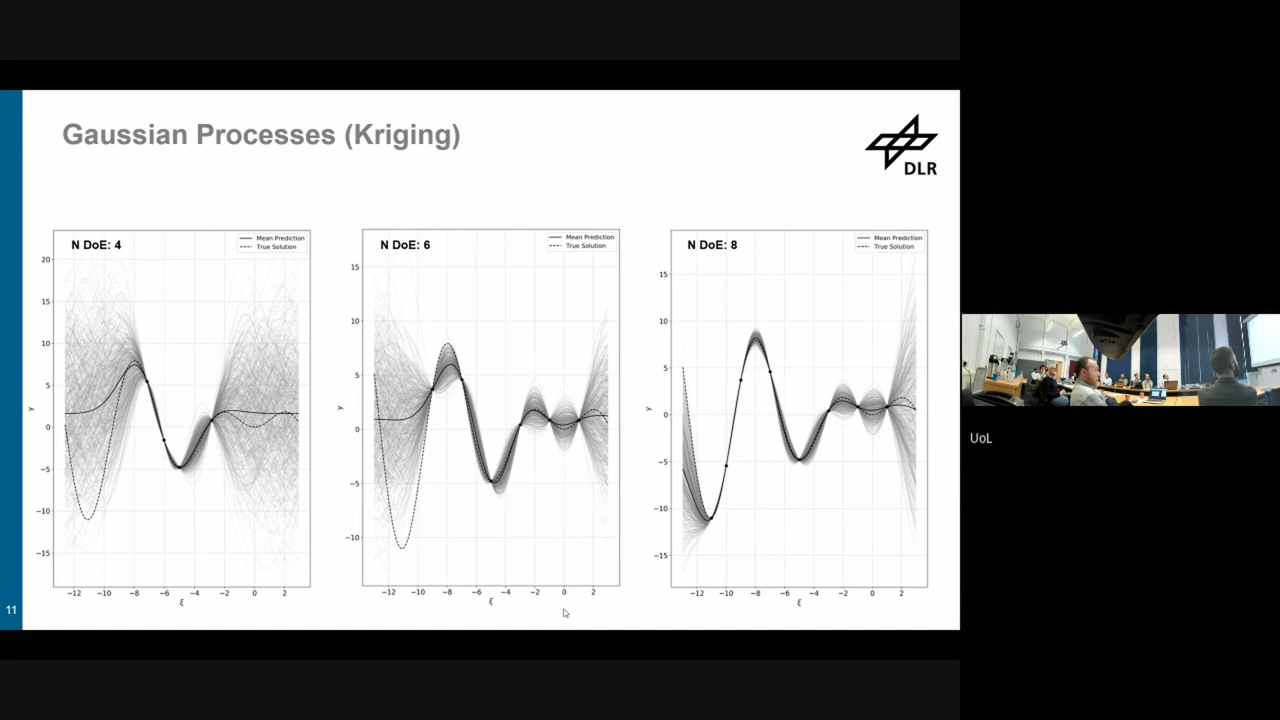 Gaussian Processes (Kriging)
DLR
N DoE: 4
Mean Prediction
True Solution
20
15
10
5
0
−5
−10
−15
y
−12 −10 −8 −6 −4 −2 0 2
ξ
N DoE: 6
Mean Prediction
True Solution
15
10
5
0
−5
−10
y
−12 −10 −8 −6 −4 −2 0 2
ξ
N DoE: 8
Mean Prediction
True Solution
15
10
5
0
−5
−10
−15
y
−12 −10 −8 −6 −4 −2 0 2
ξ
11
UoL